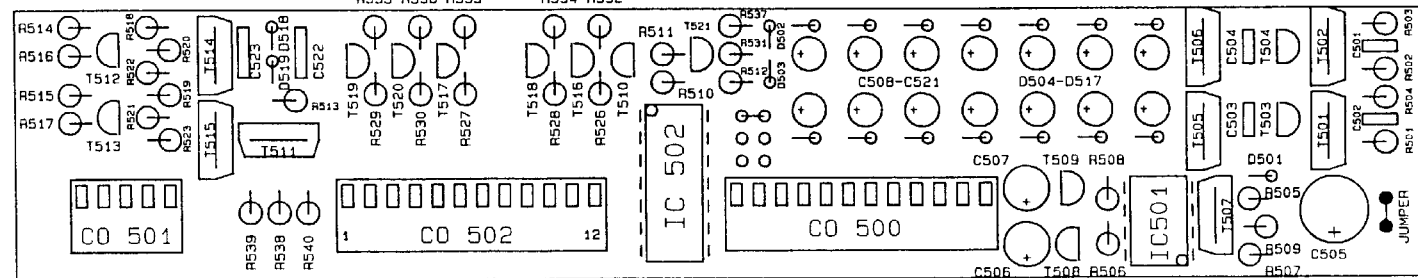 R514
R516
T512
R515
R517
T513
R518
R520
R522
R519
R521
R523
T514
T515
C523
D518
D519
C522
R513
T511
CO 501
R539
R538
R540
T519
R529
T520
R530
T517
R527
T518
R528
T516
R526
T510
1
CO 502
12
R511
R510
T521
R537
R531
R512
D502
D503
IC 502
C508-C521
D504-D517
CO 500
C507
C506
T509
R508
T508
R506
IC501
T506
C504
T504
T502
C501
R503
R502
T505
C503
T503
T501
C502
R504
R501
D501
T507
R505
R509
R507
C505
JUMPER